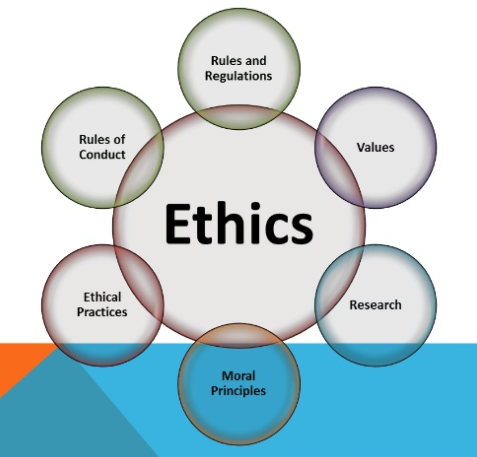 Rules and
Regulations
Rules of
Conduct
Values
Ethics
Ethical
Practices
Research
Moral
Principles